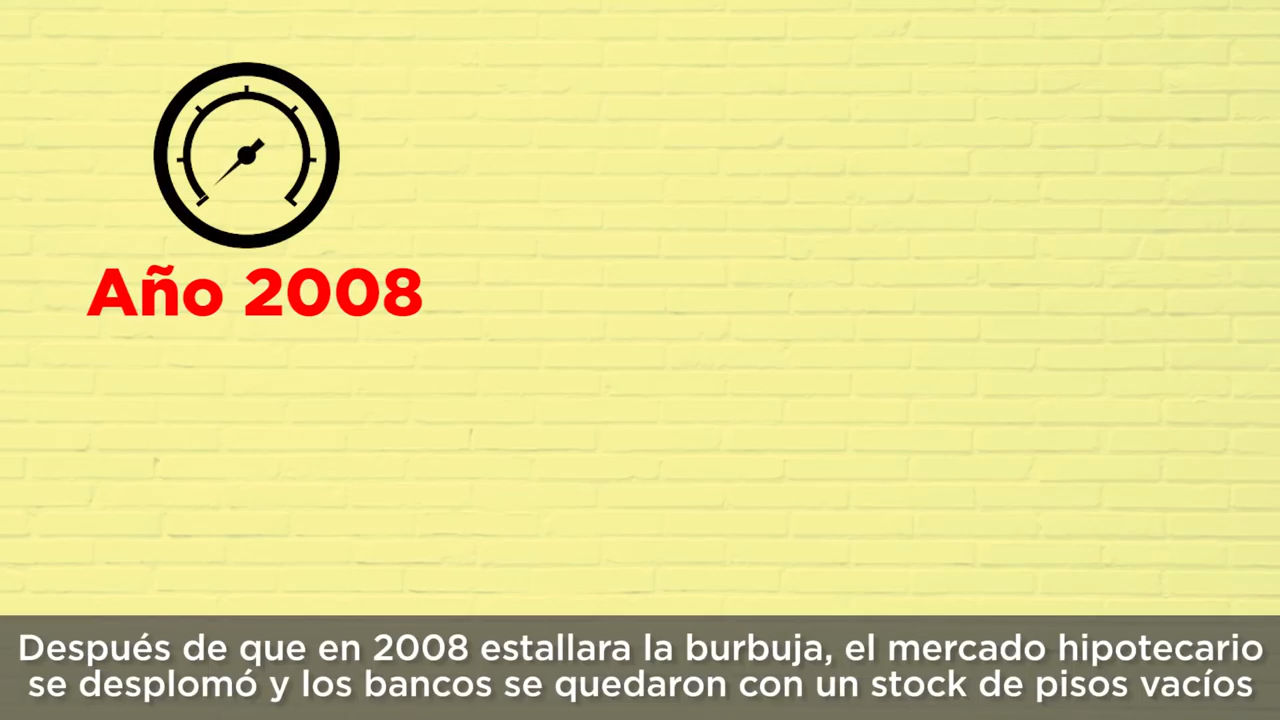 Año 2008
Después de que en 2008 estallara la burbuja, el mercado hipotecario
se desplomó y los bancos se quedaron con un stock de pisos vacíos